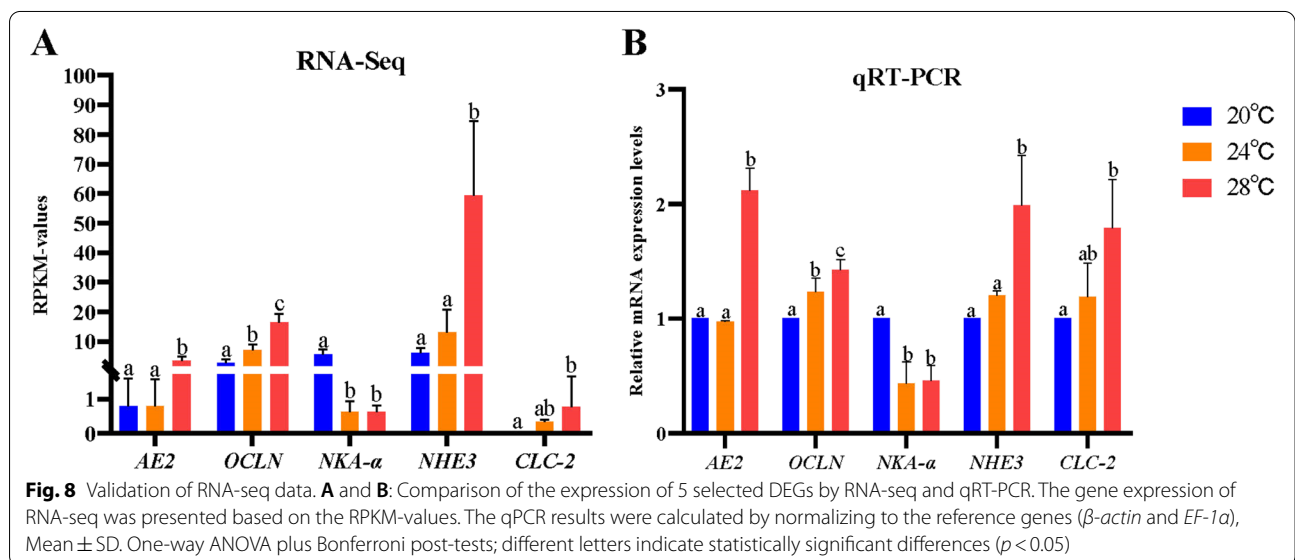 A
RNA-Seq
RPKM-values
100
90
80
70
60
50
40
30
20
10
1
0
a a b
a b c
a b b
a a b
a ab b
AE2 OCLN NKA-α NHE3 CLC-2
B
qRT-PCR
Relative mRNA expression levels
3
2
1
0
a a b
a b c
a b b
a a b
a ab b
AE2 OCLN NKA-α NHE3 CLC-2
20℃
24℃
28℃
Fig. 8 Validation of RNA-seq data. A and B: Comparison of the expression of 5 selected DEGs by RNA-seq and qRT-PCR. The gene expression of
RNA-seq was presented based on the RPKM-values. The qPCR results were calculated by normalizing to the reference genes (β-actin and EF-1α),
Mean ± SD. One-way ANOVA plus Bonferroni post-tests; different letters indicate statistically significant differences (p < 0.05)